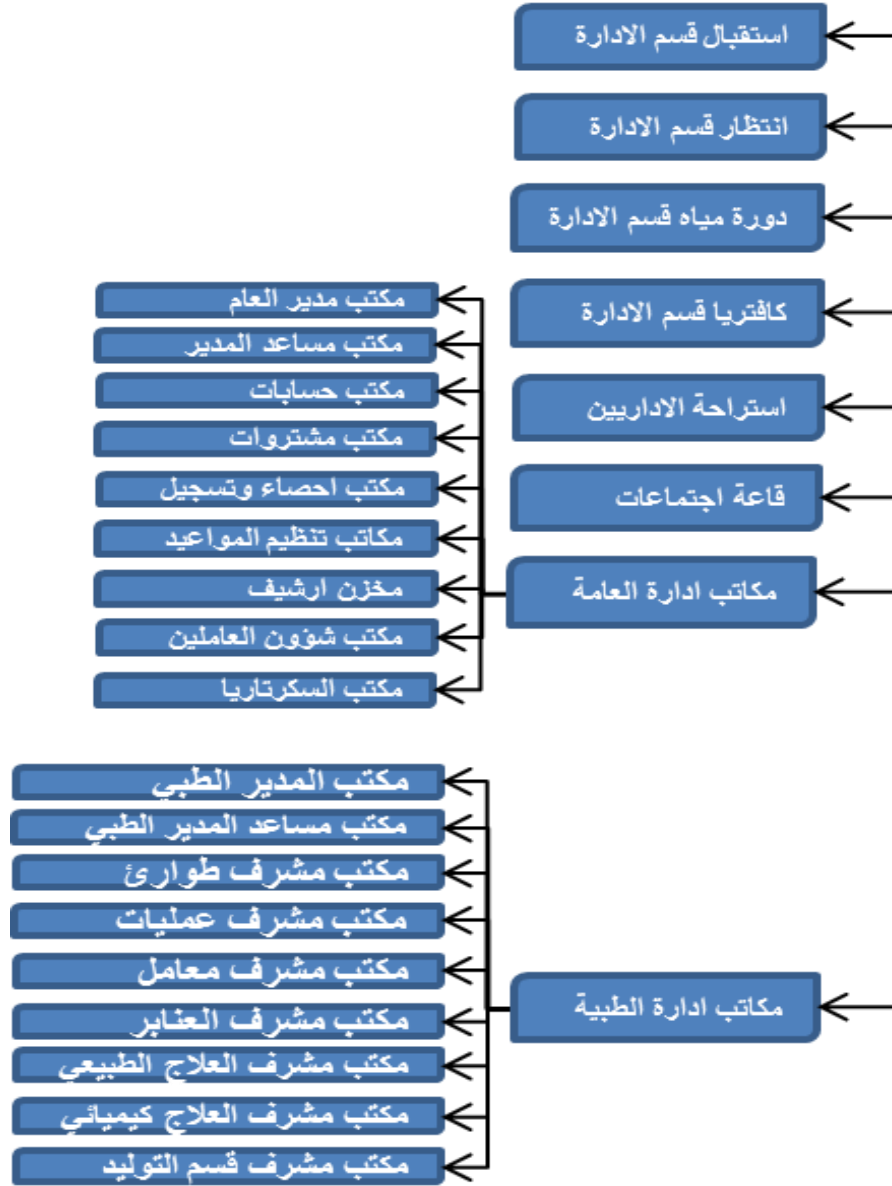 استقبال قسم الادارة
انتظار قسم الادارة
دورة مياه قسم الادارة
كافتريا قسم الادارة
استراحة الاداريين
قاعة اجتماعات
مكاتب ادارة العامة
مكتب مدير العام
مكتب مساعد المدير
مكتب حسابات
مكتب مشتروات
مكتب احصاء وتسجيل
مكاتب تنظيم المواعيد
مخزن ارشيف
مكتب شؤون العاملين
مكتب السكرتاريا
مكاتب ادارة الطبية
مكتب المدير الطبي
مكتب مساعد المدير الطبي
مكتب مشرف طوارئ
مكتب مشرف عمليات
مكتب مشرف معامل
مكتب مشرف العنابر
مكتب مشرف العلاج الطبيعي
مكتب مشرف العلاج كيميائي
مكتب مشرف قسم التوليد